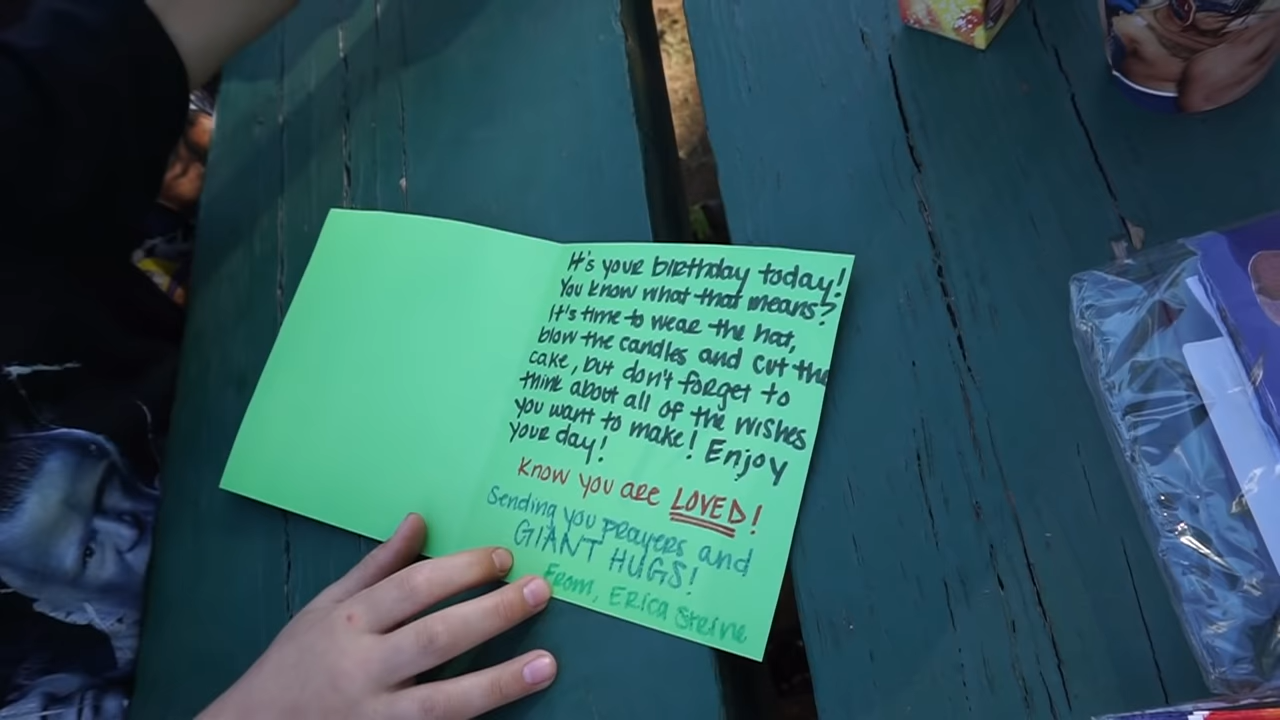 It's your birthday today!
You know what that means?
It's time to wear the hat,
blow the candles and cut the
cake, but don't forget to
think about all of the wishes
you want to make! Enjoy
your day!
Know you are LOVED!
Sending you prayers and
GIANT HUGS!
From, Erica Sterne